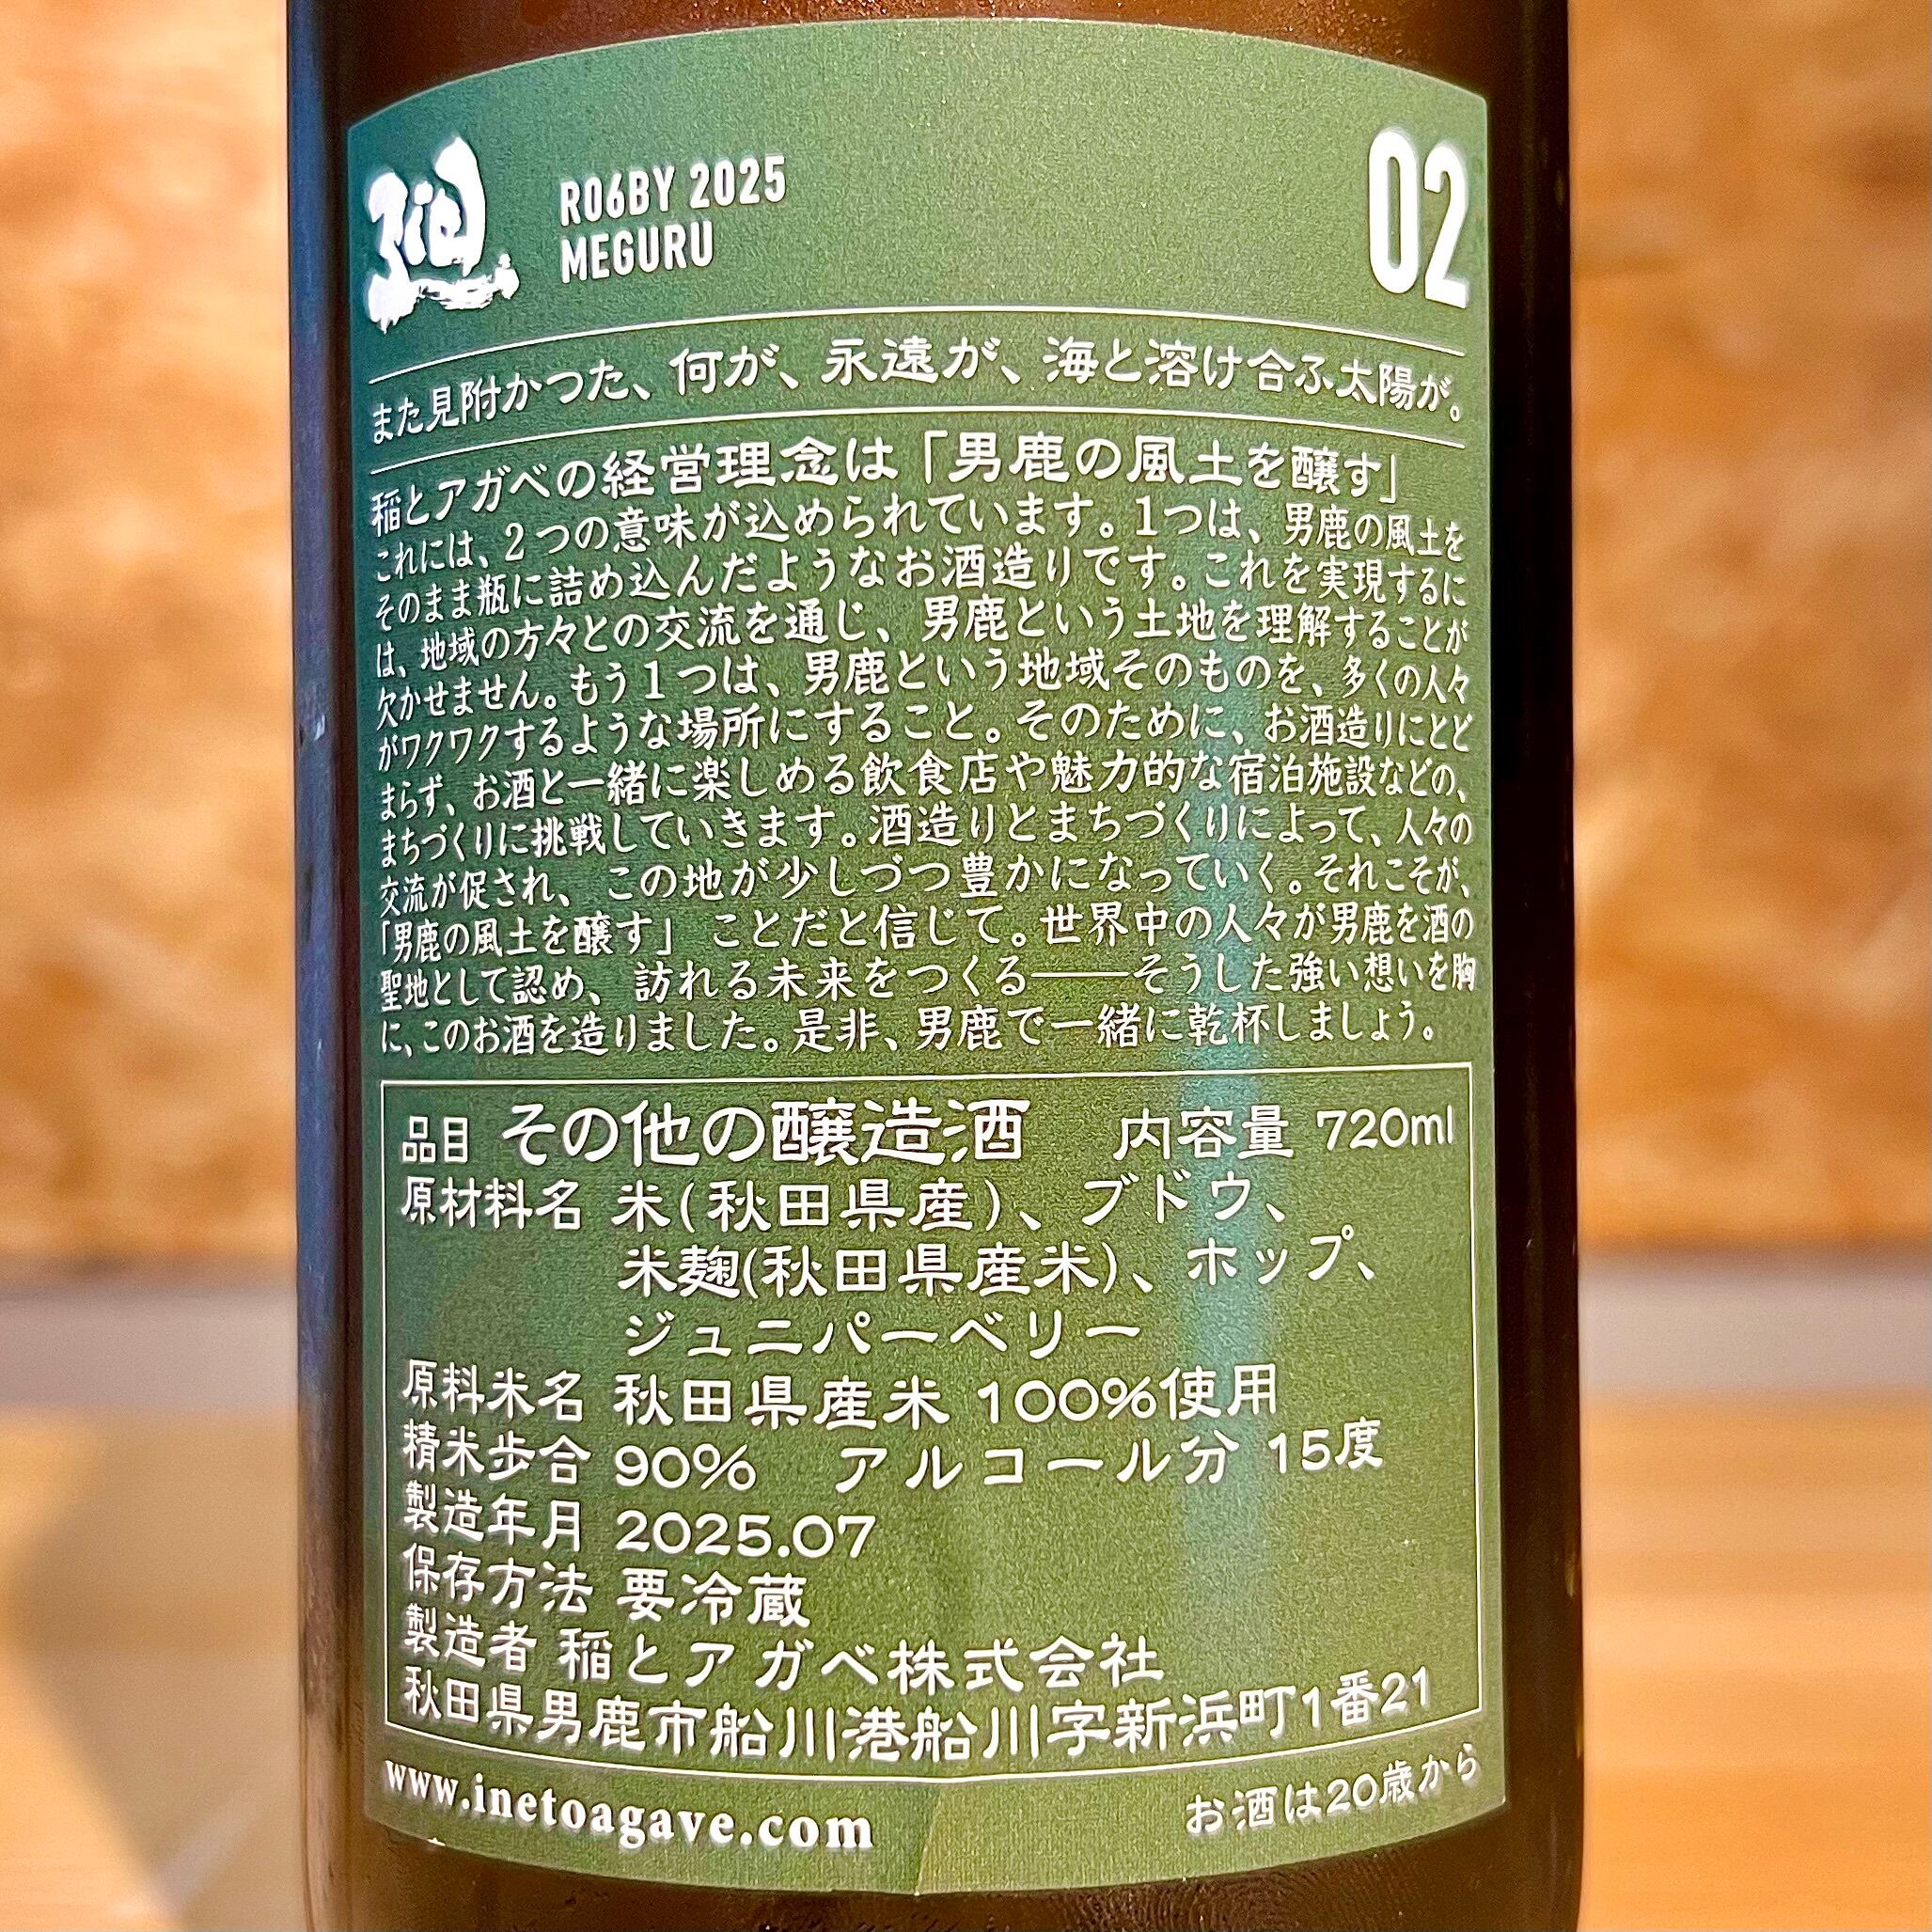 廻
R06BY 2025
MEGURU
02
また見附かつた、何が、永遠が、海と溶け合ふ太陽が。
稲とアガベの経営理念は「男鹿の風土を醸す」
これには、2つの意味が込められています。1つは、男鹿の風土を
そのまま瓶に詰め込んだようなお酒造りです。これを実現するに
は、地域の方々との交流を通じ、男鹿という土地を理解することが
欠かせません。もう1つは、男鹿という地域そのものを、多くの人々
がワクワクするような場所にすること。そのために、お酒造りにとど
まらず、お酒と一緒に楽しめる飲食店や魅力的な宿泊施設などの、
まちづくりに挑戦していきます。酒造りとまちづくりによって、人々の
交流が促され、この地が少しづつ豊かになっていく。それこそが、
「男鹿の風土を醸す」ことだと信じて。世界中の人々が男鹿を酒の
聖地として認め、訪れる未来をつくる――そうした強い想いを胸
に、このお酒を造りました。是非、男鹿で一緒に乾杯しましょう。
品目 その他の醸造酒 内容量 720ml
原材料名 米(秋田県産)、ブドウ、
米麹(秋田県産米)、ホップ、
ジュニパーベリー
原料米名 秋田県産米 100%使用
精米歩合 90% アルコール分 15度
製造年月 2025.07
保存方法 要冷蔵
製造者 稲とアガベ株式会社
秋田県男鹿市船川港船川字新浜町1番21
www.inetoagave.com
お酒は20歳から